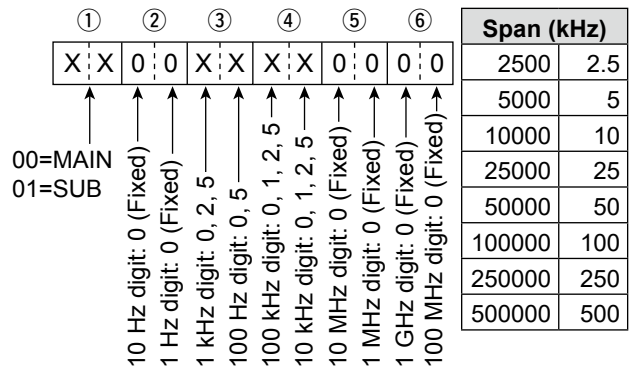 ① ② ③ ④ ⑤ ⑥
X X 0 0 X X X X 0 0 0 0
00=MAIN
01=SUB
10 Hz digit: 0 (Fixed)
1 Hz digit: 0 (Fixed)
1 kHz digit: 0, 2, 5
100 Hz digit: 0, 5
100 kHz digit: 0, 1, 2, 5
10 kHz digit: 0, 1, 2, 5
10 MHz digit: 0 (Fixed)
1 MHz digit: 0 (Fixed)
1 GHz digit: 0 (Fixed)
100 MHz digit: 0 (Fixed)
Span (kHz)
2500 2.5
5000 5
10000 10
25000 25
50000 50
100000 100
250000 250
500000 500